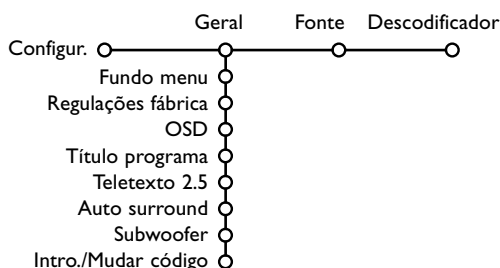 Geral Fonte Descodificador
Configur.
Fundo menu
Regulações fábrica
OSD
Título programa
Teletexto 2.5
Auto surround
Subwoofer
Intro./Mudar código